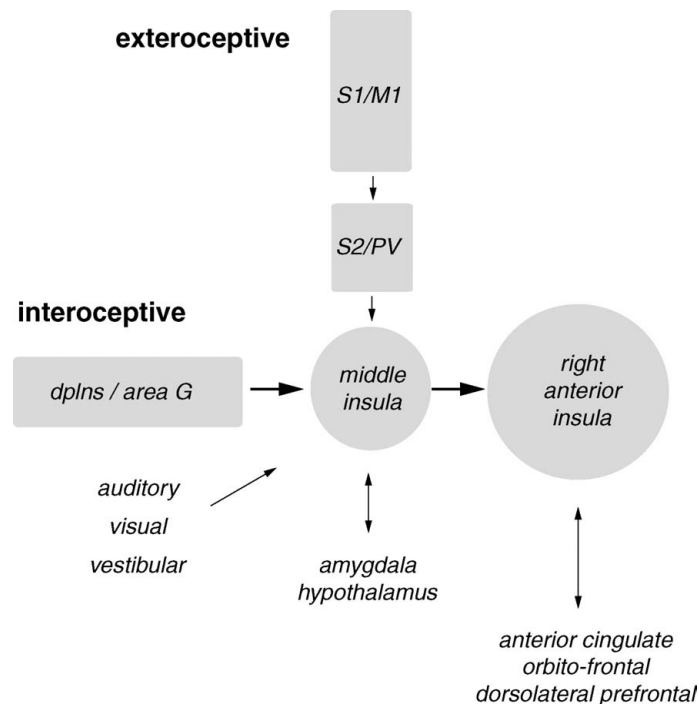 exteroceptive
S1/M1
S2/PV
interoceptive
dpIns / area G
middle
insula
right
anterior
insula
auditory
visual
vestibular
amygdala
hypothalamus
anterior cingulate
orbito-frontal
dorsolateral prefrontal